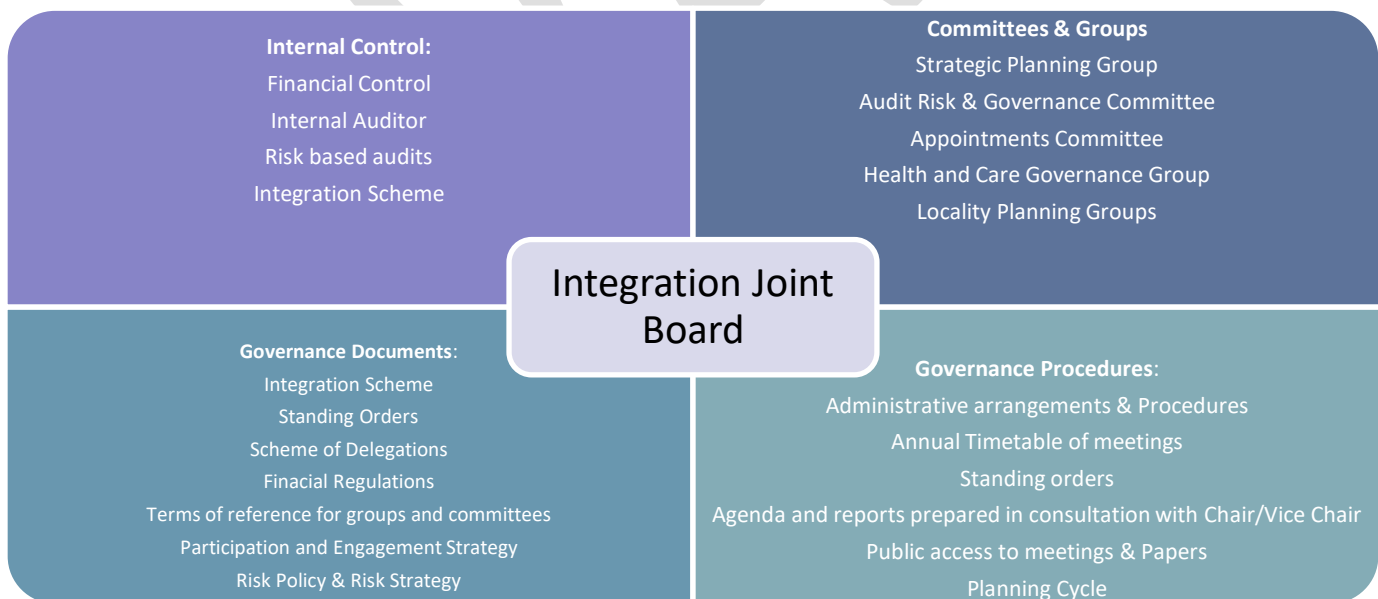 Internal Control:
Financial Control
Internal Auditor
Risk based audits
Integration Scheme
Committees & Groups
Strategic Planning Group
Audit Risk & Governance Committee
Appointments Committee
Health and Care Governance Group
Locality Planning Groups
Integration Joint
Board
Governance Documents:
Integration Scheme
Standing Orders
Scheme of Delegations
Finacial Regulations
Terms of reference for groups and committees
Participation and Engagement Strategy
Risk Policy & Risk Strategy
Governance Procedures:
Administrative arrangements & Procedures
Annual Timetable of meetings
Standing orders
Agenda and reports prepared in consultation with Chair/Vice Chair
Public access to meetings & Papers
Planning Cycle